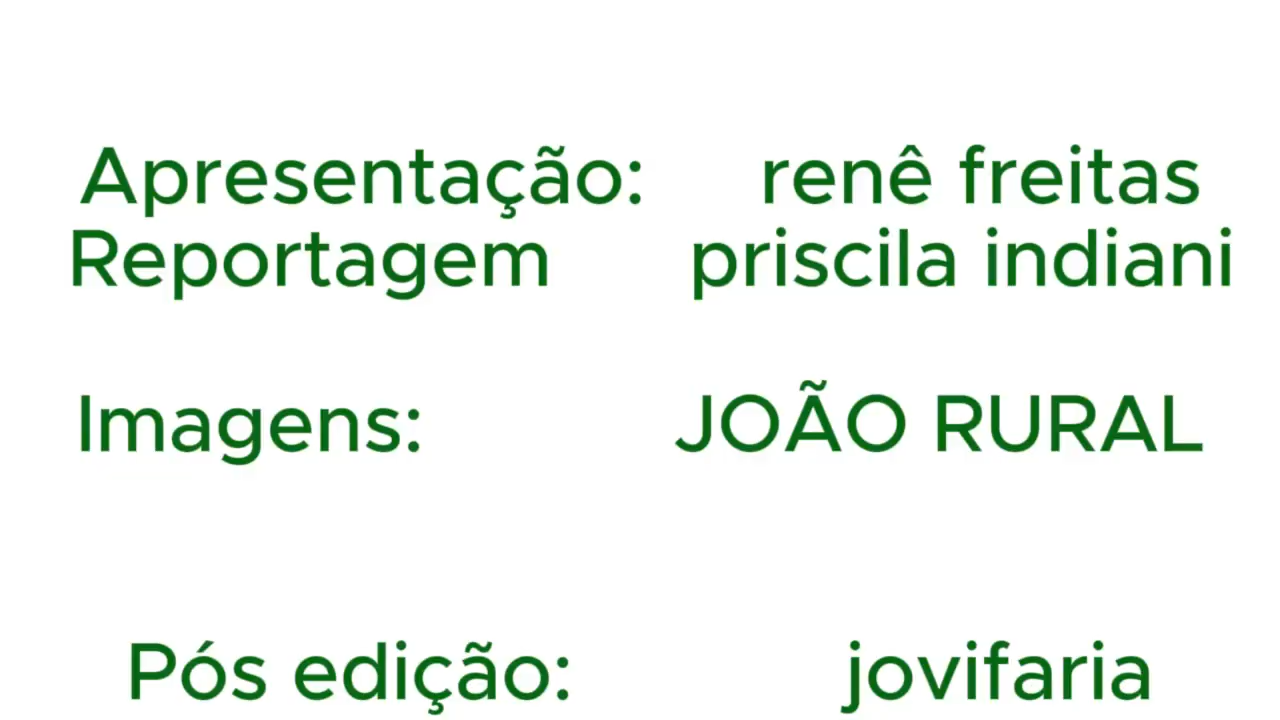 Apresentação: renê freitas
Reportagem priscila indiani
Imagens: JOÃO RURAL
Pós edição: jovifaria